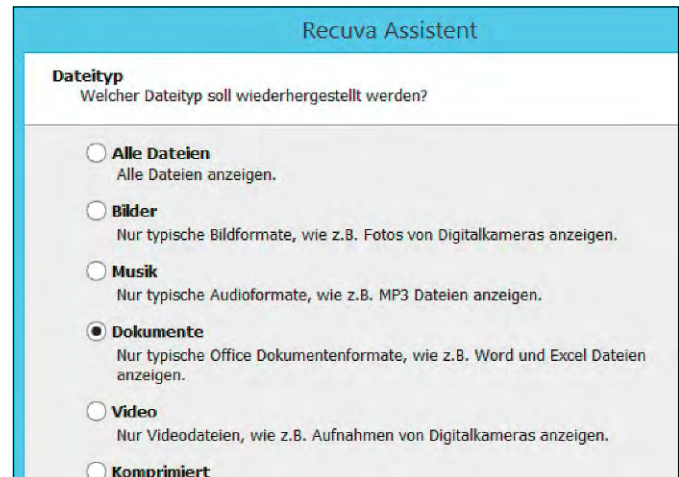 Recuva Assistent
Dateityp
Welcher Dateityp soll wiederhergestellt werden?
Alle Dateien
Alle Dateien anzeigen.
Bilder
Nur typische Bildformate, wie z.B. Fotos von Digitalkameras anzeigen.
Musik
Nur typische Audioformate, wie z.B. MP3 Dateien anzeigen.
Dokumente
Nur typische Office Dokumentenformate, wie z.B. Word und Excel Dateien
anzeigen.
Video
Nur Videodateien, wie z.B. Aufnahmen von Digitalkameras anzeigen.
Komprimiert